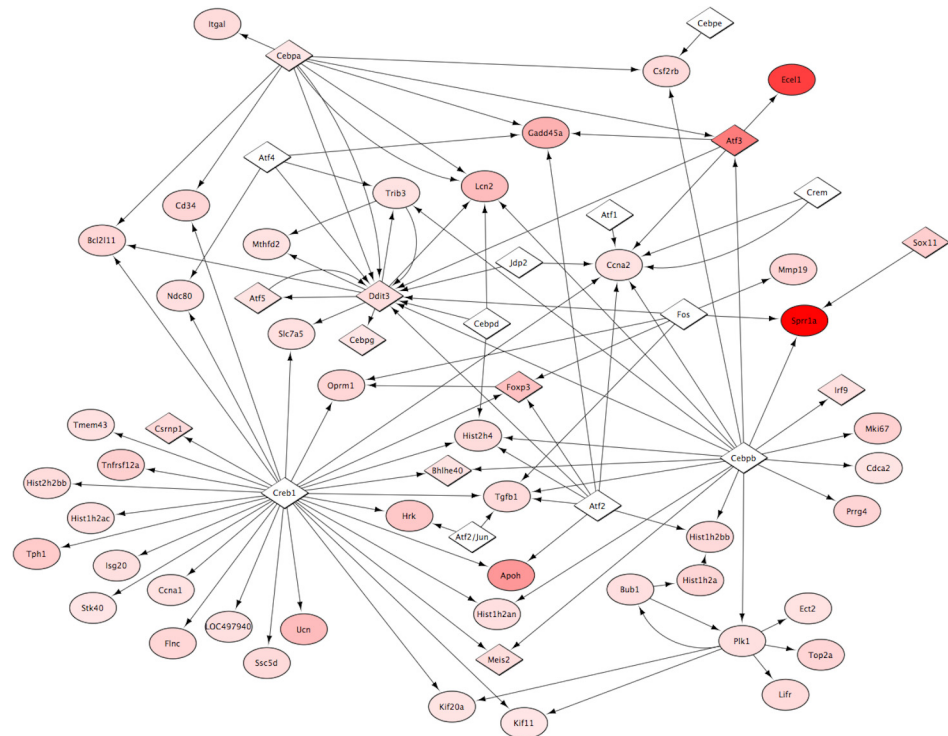 Itgal
Cebpe
Cebpa
Csf2rb
Ecel1
Gadd45a
Atf3
Atf4
Trib3
Lcn2
Crem
Cd34
Atf1
Bcl2l11
Mthfd2
Sox11
Jdp2
Ccna2
Mmp19
Ndc80
Atf5
Ddit3
Fos
Sprr1a
Slc7a5
Cebpg
Cebpd
Oprm1
Foxp3
Irf9
Tmem43
Csrnp1
Hist2h4
Mki67
Tnfrsf12a
Cebpb
Hist2h2bb
Bhlhe40
Cdca2
Creb1
Tgfb1
Atf2
Prrg4
Hist1h2ac
Hrk
Atf2/Jun
Hist1h2bb
Tph1
Isg20
Apoh
Hist1h2a
Ccna1
Bub1
Stk40
Hist1h2an
Ect2
LOC497940
Ucn
Flnc
Plk1
Top2a
Ssc5d
Meis2
Lifr
Kif20a
Kif11